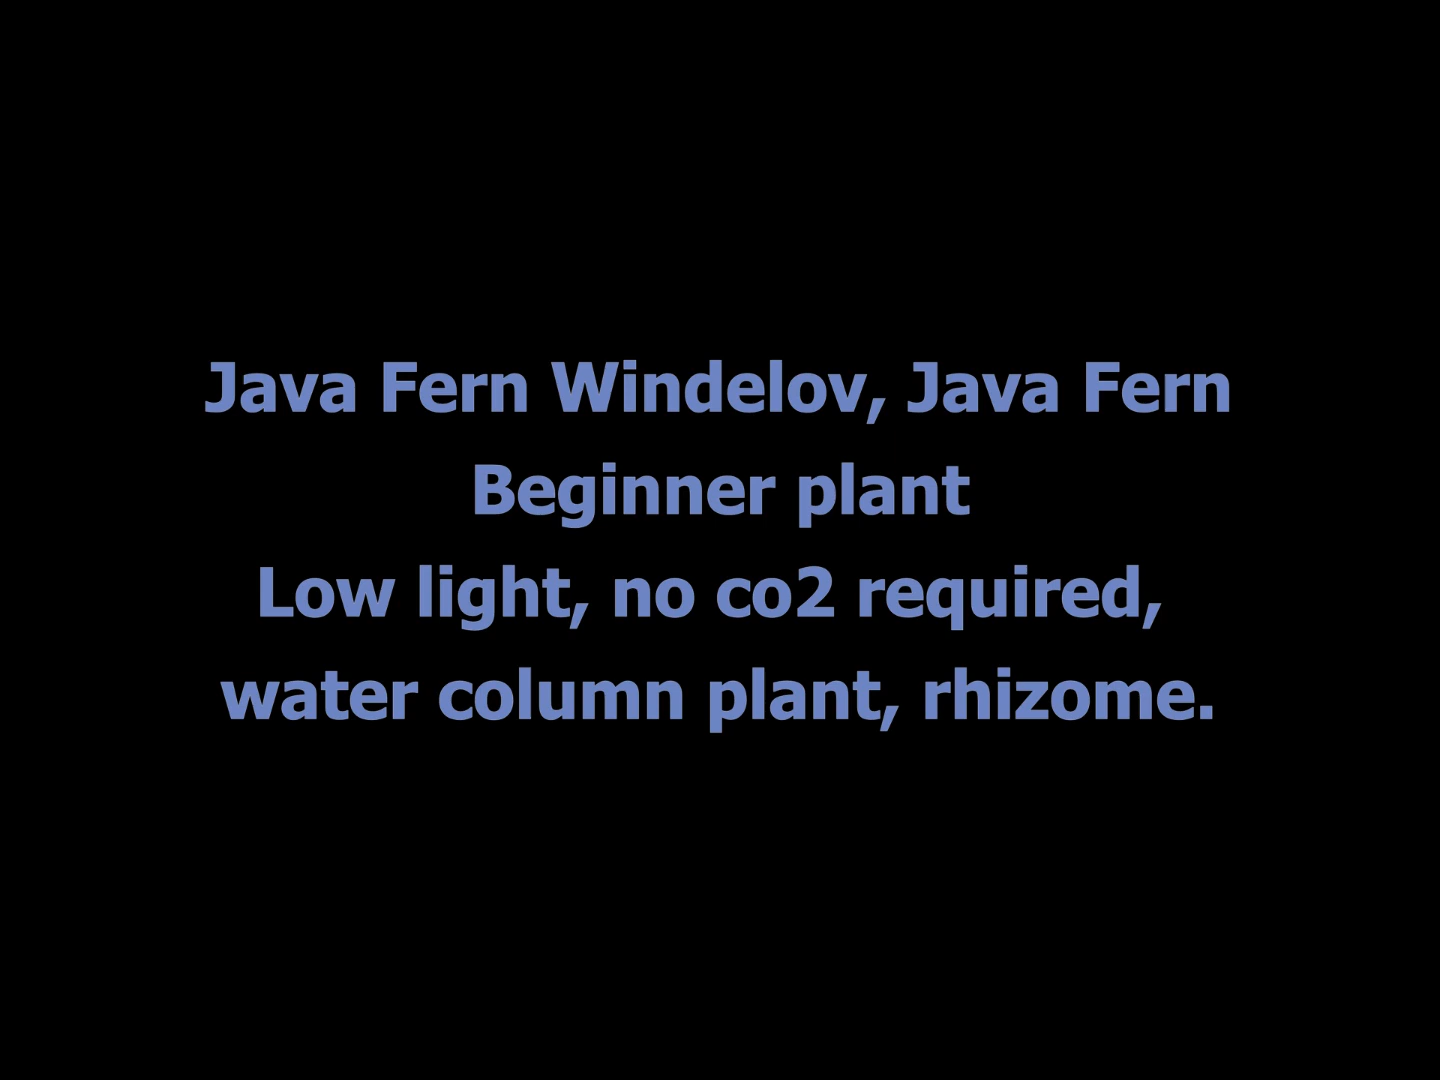 Java Fern Windelov, Java Fern
Beginner plant
Low light, no co2 required,
water column plant, rhizome.